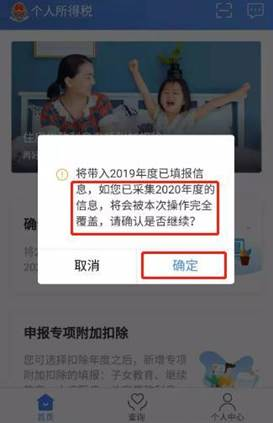 个人所得税
将带入2019年度已填报信
息，如您已采集2020年度的
信息，将会被本次操作完全
覆盖，请确认是否继续？
取消
确定
申报专项附加扣除
您可选择扣除年度之后，新增专项
附加扣除的填报：子女教育、继续
首页
查询
个人中心